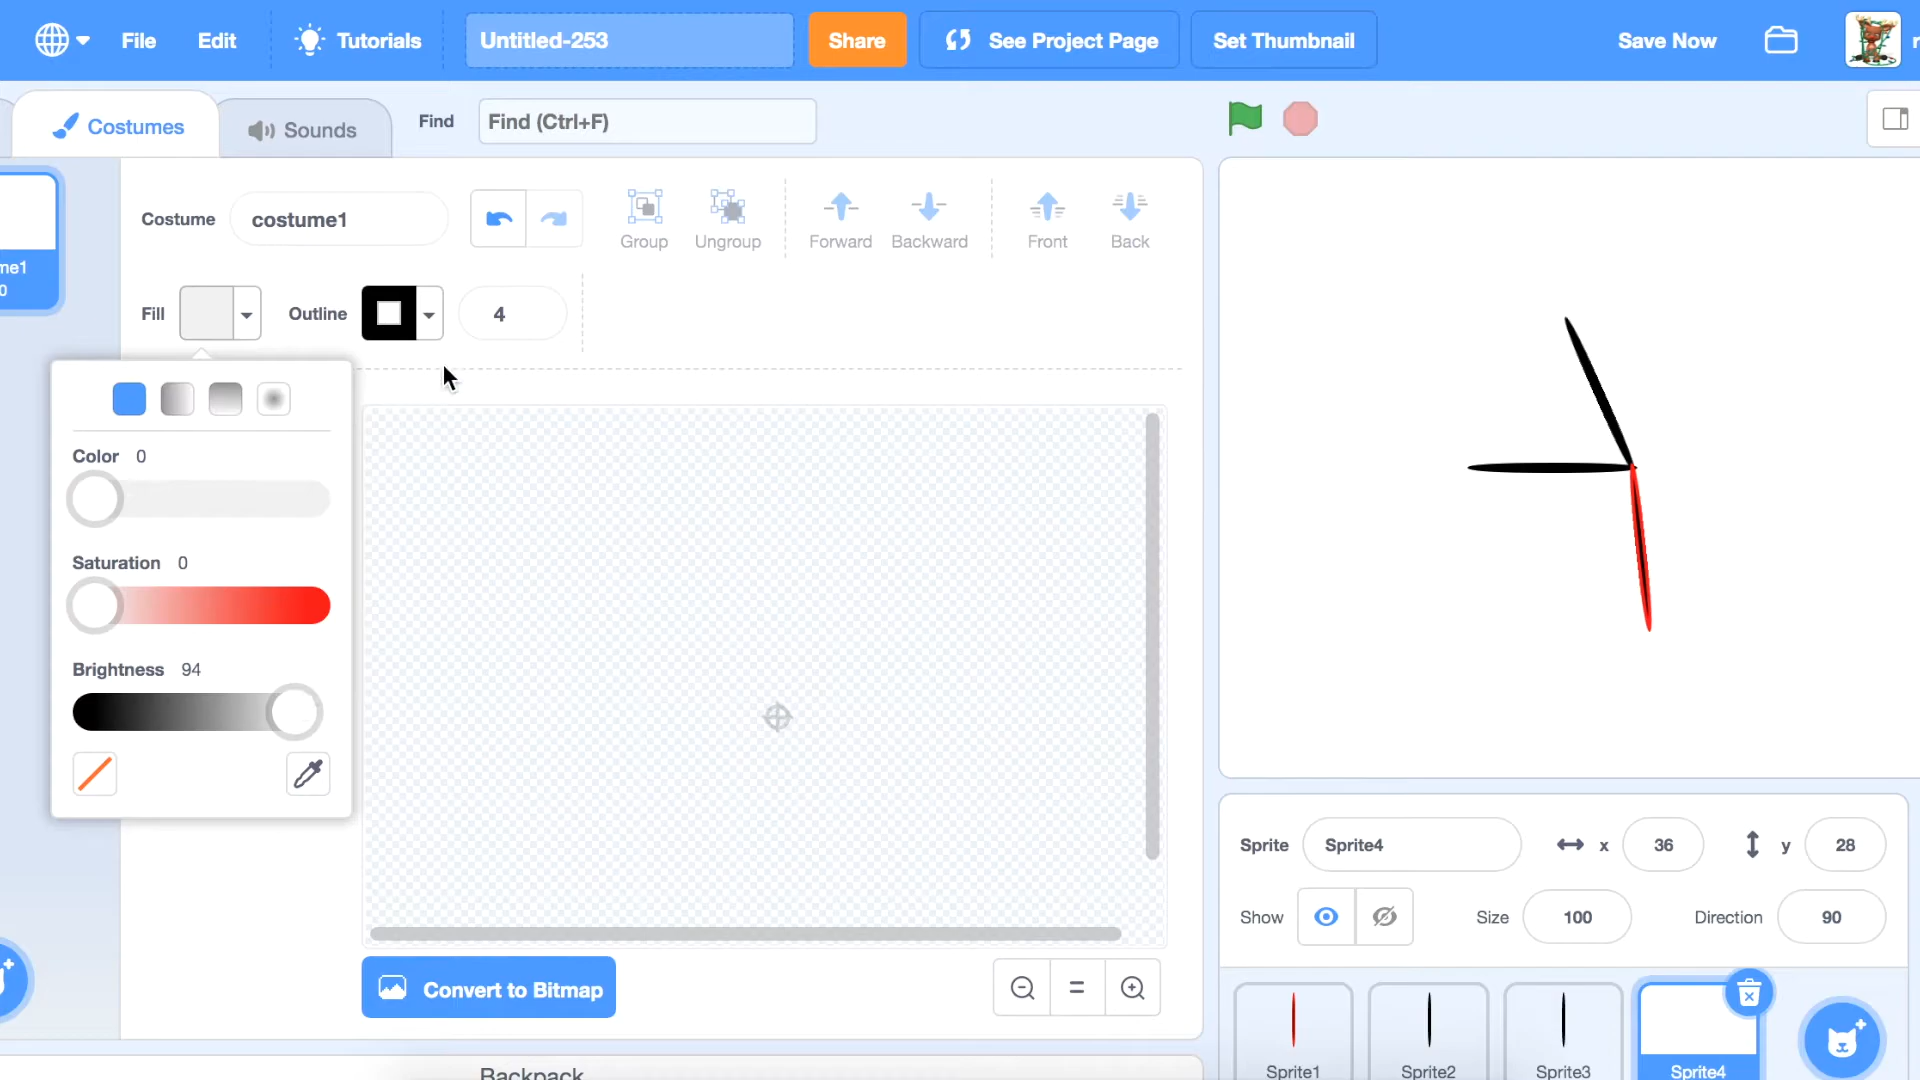 File
Edit
Tutorials
Untitled-253
Share
See Project Page
Set Thumbnail
Save Now
Costumes
Sounds
Find
Find (Ctrl+F)
me1
0
Costume
costume1
Group
Ungroup
Forward
Backward
Front
Back
Fill
Outline
4
Color 0
Saturation 0
Brightness 94
Convert to Bitmap
Backpack
Sprite
Sprite4
x
36
y
28
Show
Size
100
Direction
90
Sprite1
Sprite2
Sprite3
Sprite4